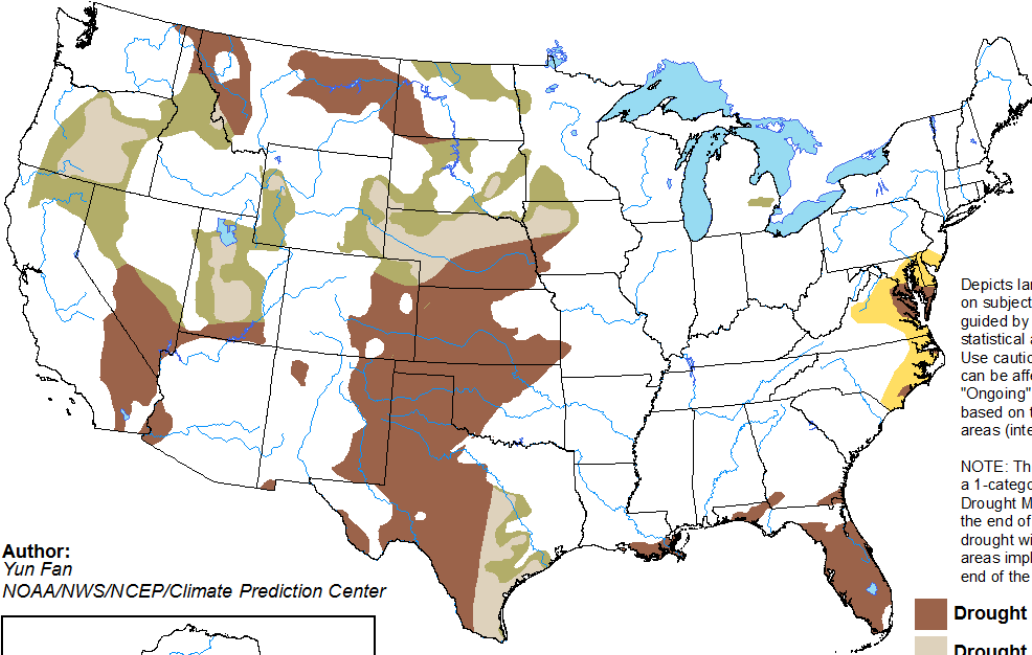 Depicts lar
on subject
guided by
statistical a
Use cautio
can be affe
"Ongoing"
based on t
areas (inte
NOTE: Th
a 1-catego
Drought M
the end of
drought wi
areas impl
end of the
Author:
Yun Fan
NOAA/NWS/NCEP/Climate Prediction Center
Drought
Drought